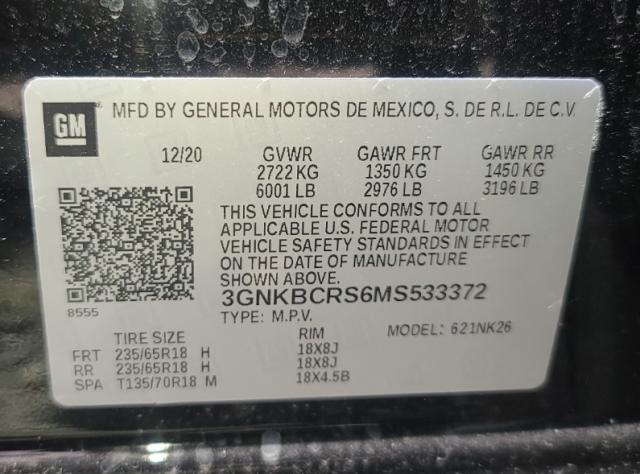 GM
MFD BY GENERAL MOTORS DE MEXICO, S. DE R.L. DE C.V.
12/20 GVWR GAWR FRT GAWR RR
2722 KG 1350 KG 1450 KG
6001 LB 2976 LB 3196 LB
THIS VEHICLE CONFORMS TO ALL
APPLICABLE U.S. FEDERAL MOTOR
VEHICLE SAFETY STANDARDS IN EFFECT
ON THE DATE OF MANUFACTURE
SHOWN ABOVE.
3GNKBCRS6MS533372
8555
TYPE: M.P.V. MODEL: 621NK26
TIRE SIZE RIM
FRT 235/65R18 H 18X8J
RR 235/65R18 H 18X8J
SPA T135/70R18 M 18X4.5B